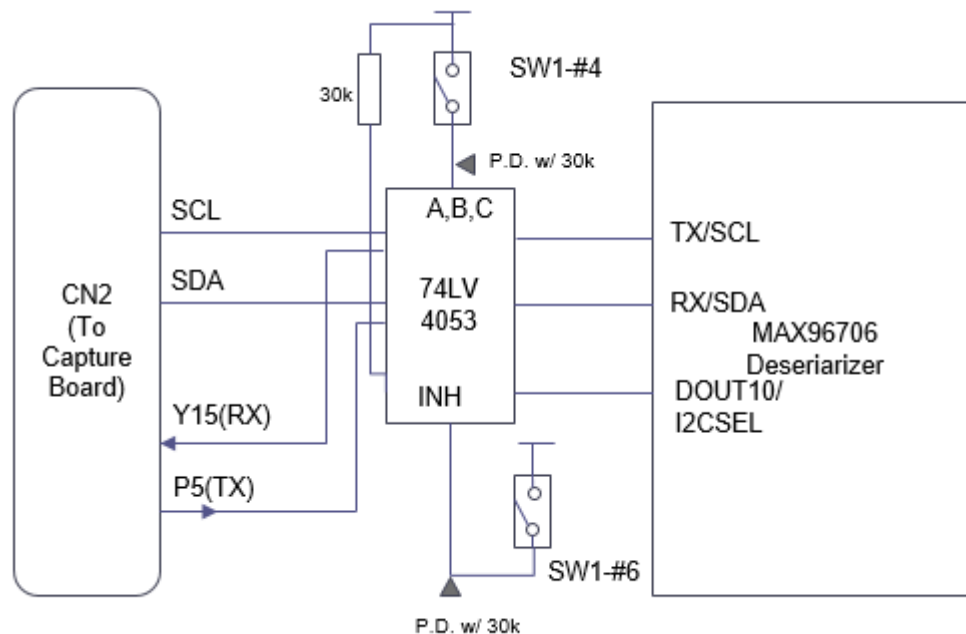 SW1-#4
30k
P.D. w/ 30k
A,B,C
SCL
TX/SCL
SDA
RX/SDA
74LV
4053
CN2
(To
Capture
Board)
MAX96706
Deseriarizer
INH
DOUT10/
I2CSEL
Y15(RX)
P5(TX)
SW1-#6
P.D. w/ 30k